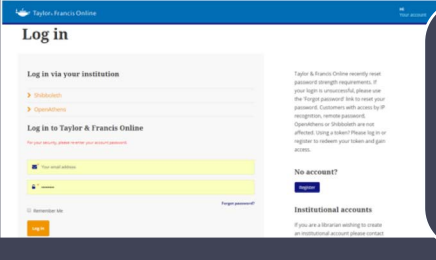 Taylor & Francis Online
Hi
Your account
Log in
Log in via your institution
Shibboleth
OpenAthens
Log in to Taylor & Francis Online
For your security, please re-enter your account password.
Your email address
Forgot password?
Remember Me
Log in
Taylor & Francis Online recently reset
password strength requirements. If
your login is unsuccessful, please use
the 'Forgot password' link to reset your
password. Customers with access by IP
recognition, remote password,
OpenAthens or Shibboleth are not
affected. Using a token? Please log in or
register to redeem your token and gain
access.
No account?
Register
Institutional accounts
If you are a librarian wishing to create
an institutional account please contact